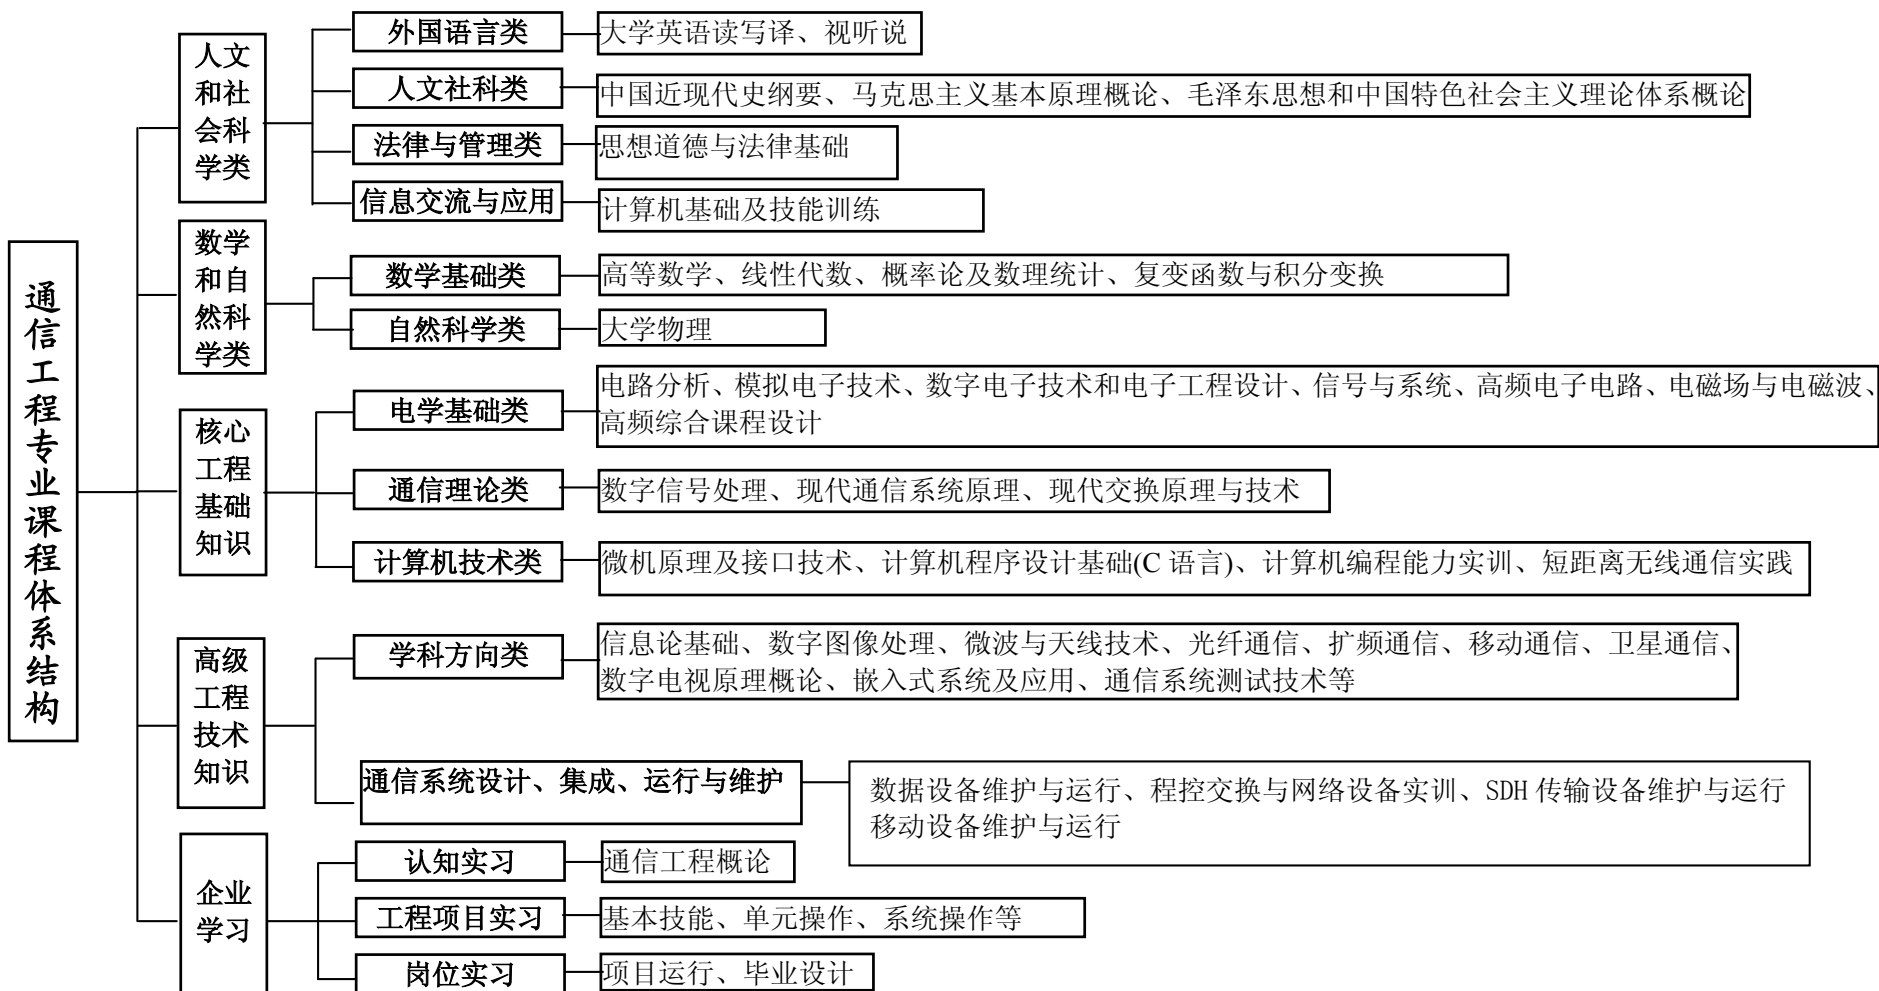 通信工程专业课程体系结构
人文
和社
会科
学类
外国语言类
大学英语读写译、视听说
人文社科类
中国近现代史纲要、马克思主义基本原理概论、毛泽东思想和中国特色社会主义理论体系概论
法律与管理类
思想道德与法律基础
信息交流与应用
计算机基础及技能训练
数学
和自
然科
学类
数学基础类
高等数学、线性代数、概率论及数理统计、复变函数与积分变换
自然科学类
大学物理
核心
工程
基础
知识
电学基础类
电路分析、模拟电子技术、数字电子技术和电子工程设计、信号与系统、高频电子电路、电磁场与电磁波、
高频综合课程设计
通信理论类
数字信号处理、现代通信系统原理、现代交换原理与技术
计算机技术类
微机原理及接口技术、计算机程序设计基础(C 语言)、计算机编程能力实训、短距离无线通信实践
高级
工程
技术
知识
学科方向类
信息论基础、数字图像处理、微波与天线技术、光纤通信、扩频通信、移动通信、卫星通信、
数字电视原理概论、嵌入式系统及应用、通信系统测试技术等
通信系统设计、集成、运行与维护
数据设备维护与运行、程控交换与网络设备实训、SDH 传输设备维护与运行
移动设备维护与运行
企业
学习
认知实习
通信工程概论
工程项目实习
基本技能、单元操作、系统操作等
岗位实习
项目运行、毕业设计